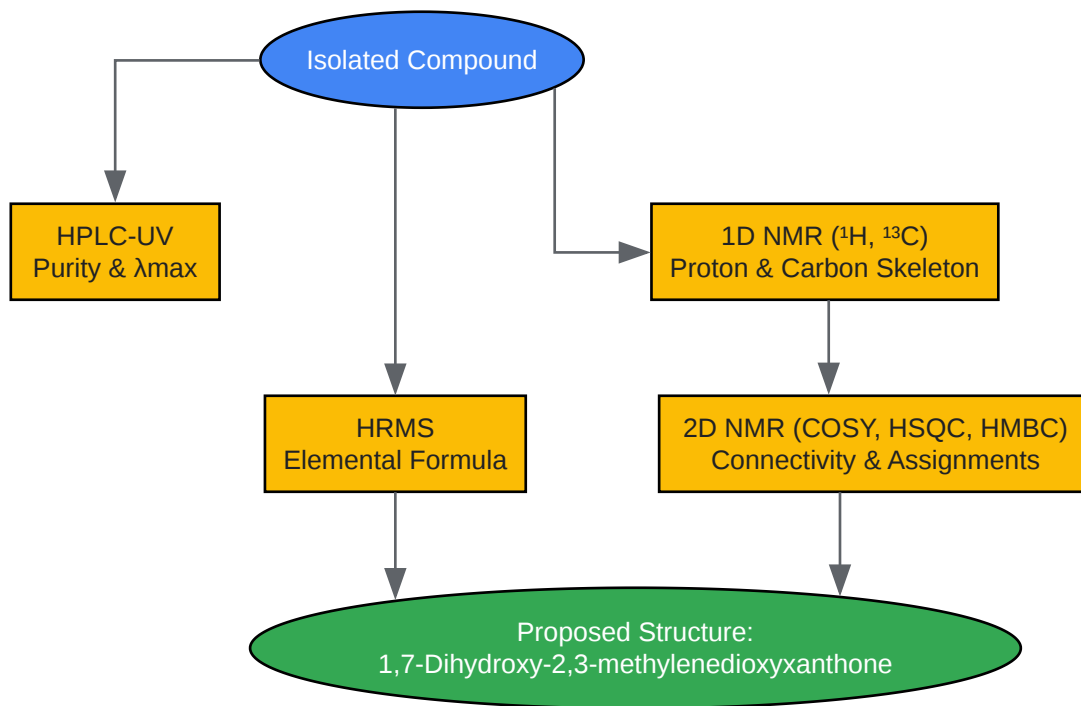 Isolated Compound
HPLC-UV
Purity & λmax
1D NMR (¹H, ¹³C)
Proton & Carbon Skeleton
HRMS
Elemental Formula
2D NMR (COSY, HSQC, HMBC)
Connectivity & Assignments
Proposed Structure:
1,7-Dihydroxy-2,3-methylenedioxyxanthone